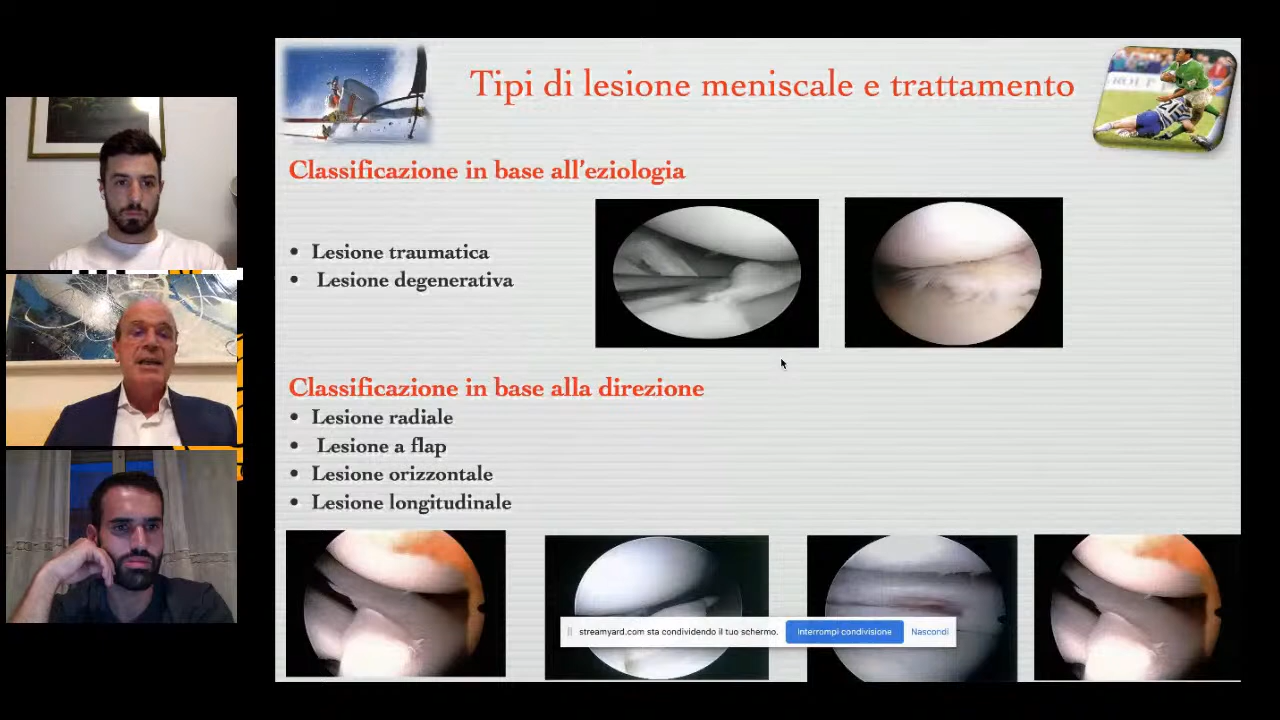 Tipi di lesione meniscale e trattamento
Classificazione in base all'eziologia
• Lesione traumatica
• Lesione degenerativa
Classificazione in base alla direzione
• Lesione radiale
• Lesione a flap
• Lesione orizzontale
• Lesione longitudinale
streamyard.com sta condividendo il tuo schermo. Interrompi condivisione Nascondi